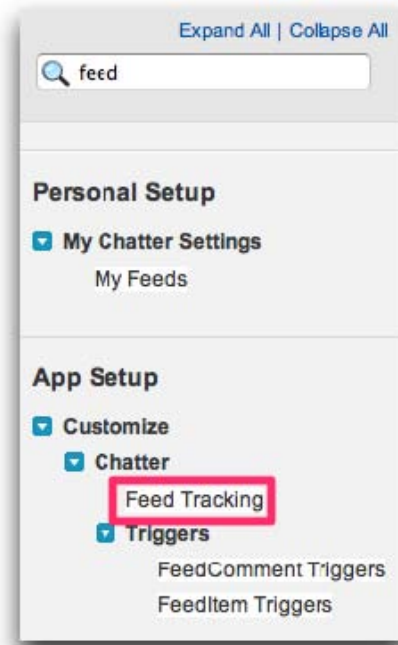 Expand All | Collapse All
feed
Personal Setup
My Chatter Settings
My Feeds
App Setup
Customize
Chatter
Feed Tracking
Triggers
FeedComment Triggers
FeedItem Triggers